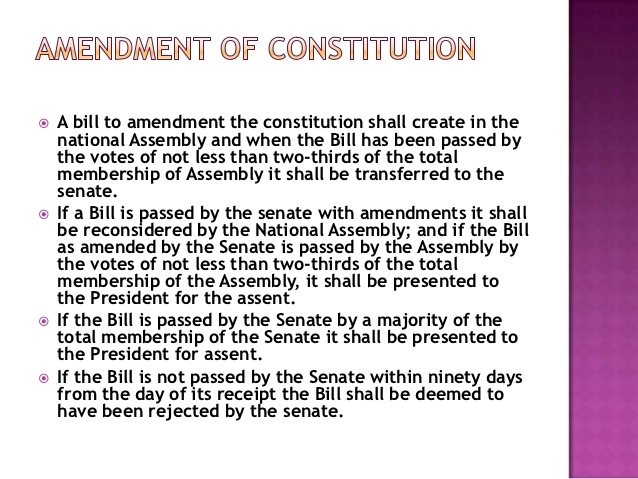 AMENDMENT OF CONSTITUTION
A bill to amendment the constitution shall create in the
national Assembly and when the Bill has been passed by
the votes of not less than two-thirds of the total
membership of Assembly it shall be transferred to the
senate.
If a Bill is passed by the senate with amendments it shall
be reconsidered by the National Assembly; and if the Bill
as amended by the Senate is passed by the Assembly by
the votes of not less than two-thirds of the total
membership of the Assembly, it shall be presented to
the President for the assent.
If the Bill is passed by the Senate by a majority of the
total membership of the Senate it shall be presented to
the President for assent.
If the Bill is not passed by the Senate within ninety days
from the day of its receipt the Bill shall be deemed to
have been rejected by the senate.